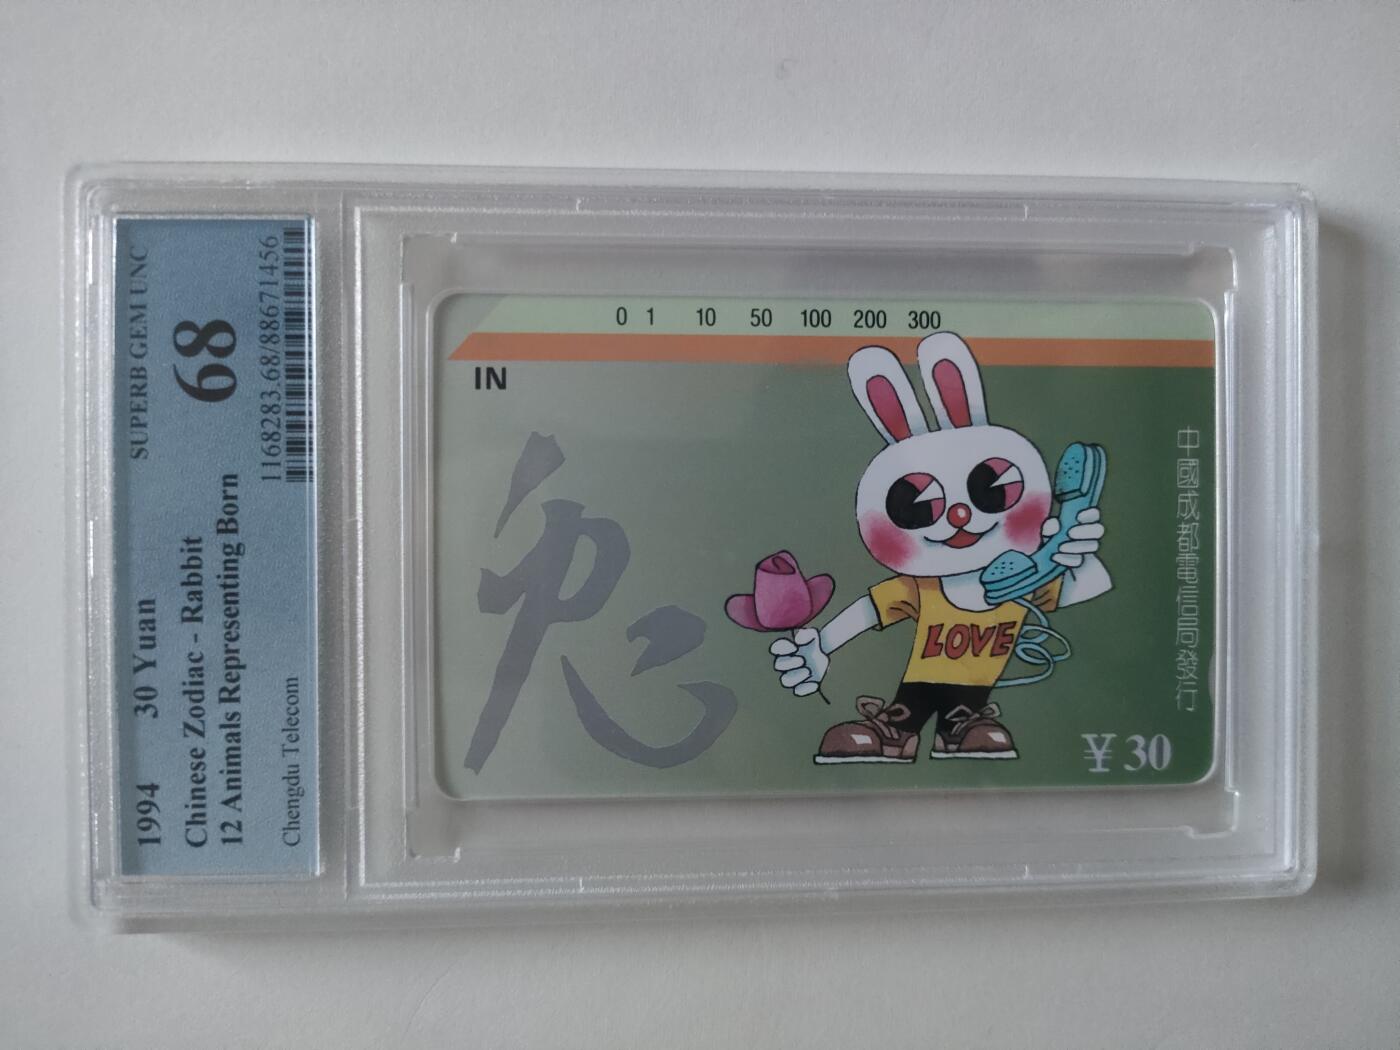 1994 30 Yuan SUPERB GEM UNC
Chinese Zodiac - Rabbit 68
12 Animals Representing Born
1168283.68/88671456
Chengdu Telecom
0 1 10 50 100 200 300
IN
兔
LOVE
中國成都電信局發行
¥30